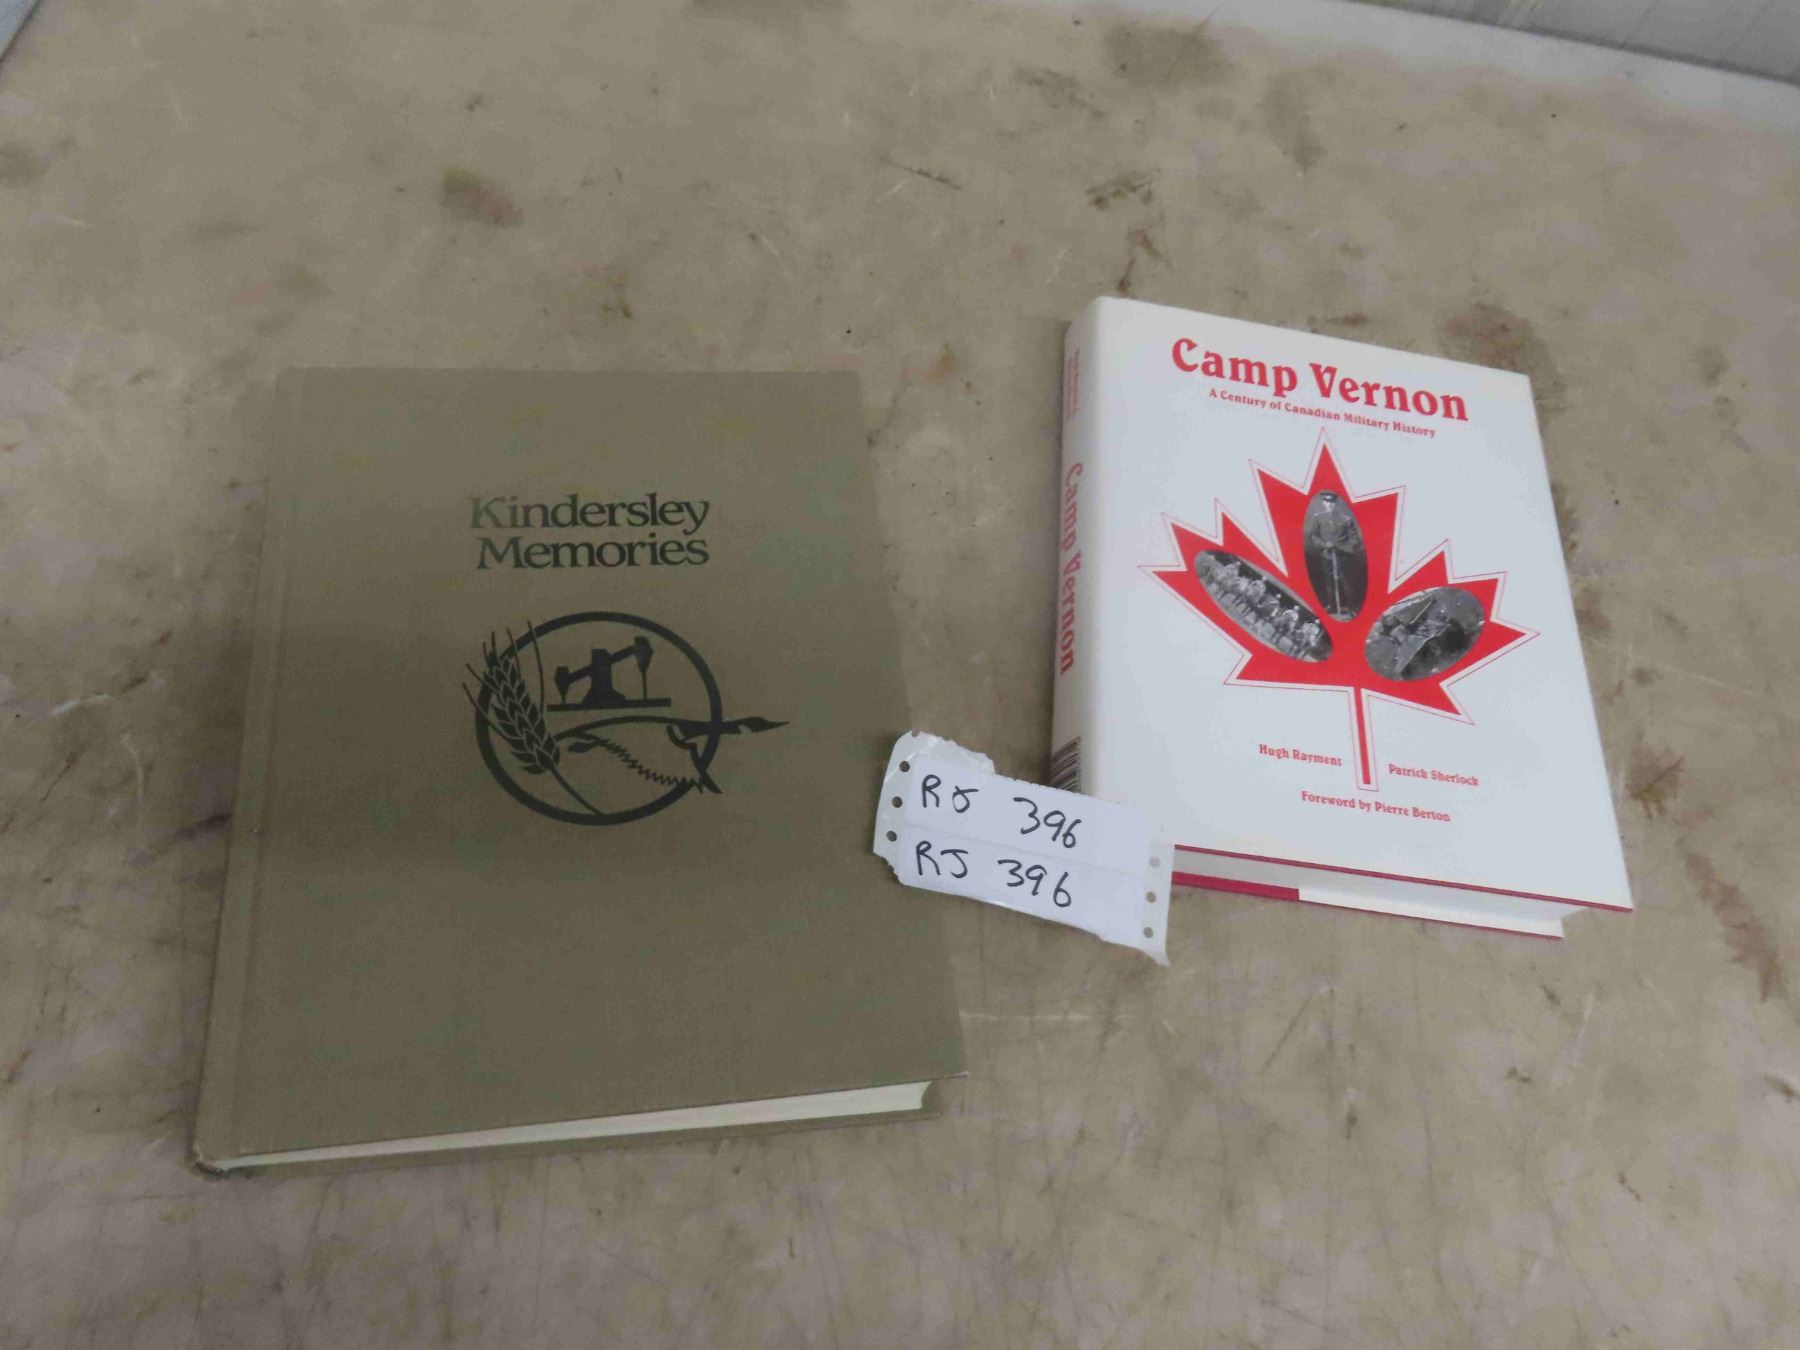 Kindersley
Memories
Camp Vernon
A Century of Canadian Military History
Hugh Rayment
Patrick Sherlock
Foreword by Pierre Berton
Camp Vernon
RJ 396
RJ 396